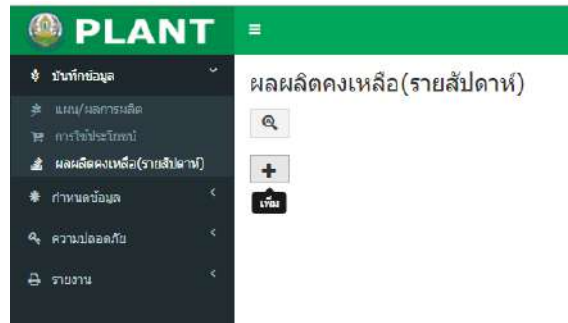 PLANT
บันทึกข้อมูล
แผน/ผลการผลิต
การใช้ประโยชน์
ผลผลิตคงเหลือ(รายสัปดาห์)
กำหนดข้อมูล
ความปลอดภัย
รายงาน
ผลผลิตคงเหลือ(รายสัปดาห์)
เพิ่ม